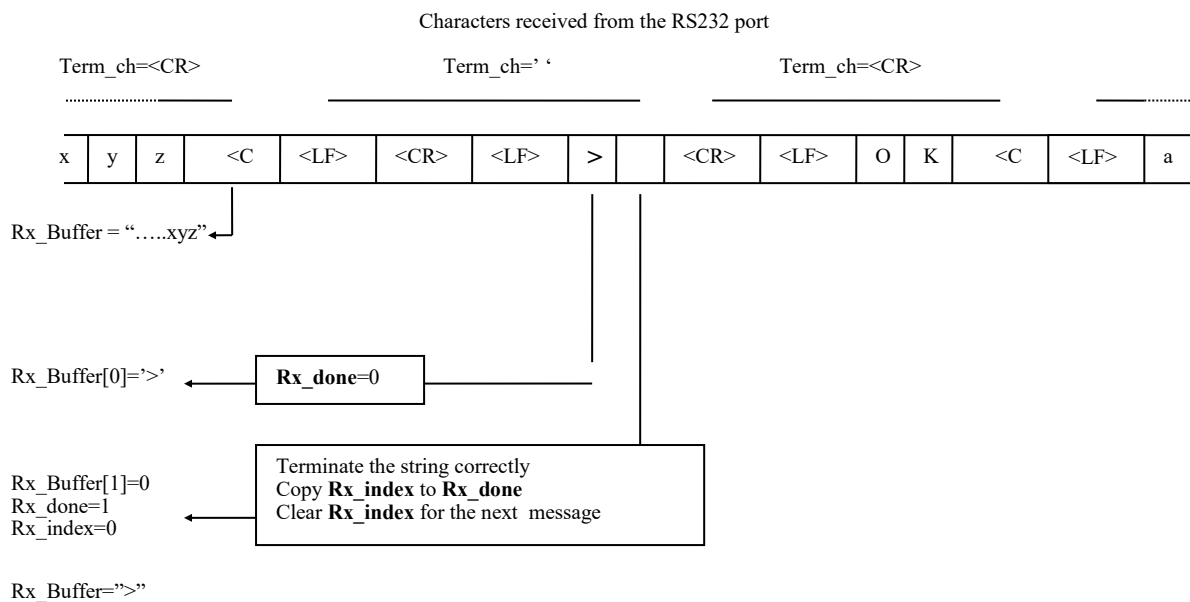 Characters received from the RS232 port
Term_ch=<CR> Term_ch=’ ‘ Term_ch=<CR>
x y z <C <LF> <CR> <LF> > <CR> <LF> O K <C <LF> a
Rx_Buffer = “…..xyz”
Rx_Buffer[0]=’>’ Rx_done=0
Terminate the string correctly
Copy Rx_index to Rx_done
Clear Rx_index for the next message
Rx_Buffer[1]=0
Rx_done=1
Rx_index=0
Rx_Buffer=”>”